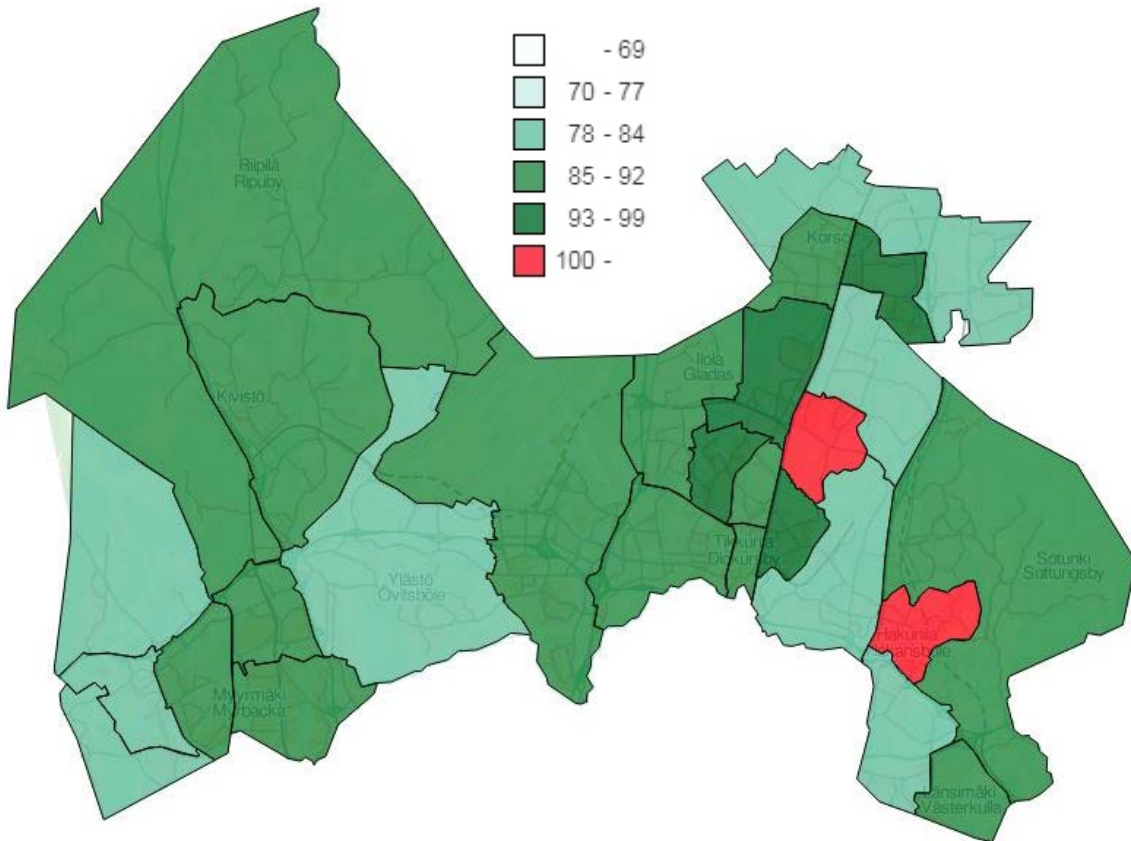 - 69
70 - 77
78 - 84
85 - 92
93 - 99
100 -
Riipilä
Ripuby
Korso
Ilola
Gladas
Kivistö
Tikkurila
Dickursby
Sotunki
Sottungsby
Ylästö
Övitsböle
Hakunila
Håkansböle
Myyrmäki
Myrbacka
Länsimäki
Västerkulla